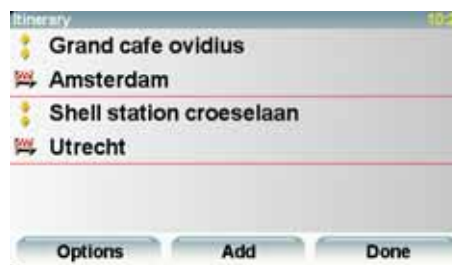 Itinerary
Grand cafe ovidius
Amsterdam
Shell station croeselaan
Utrecht
Options Add Done